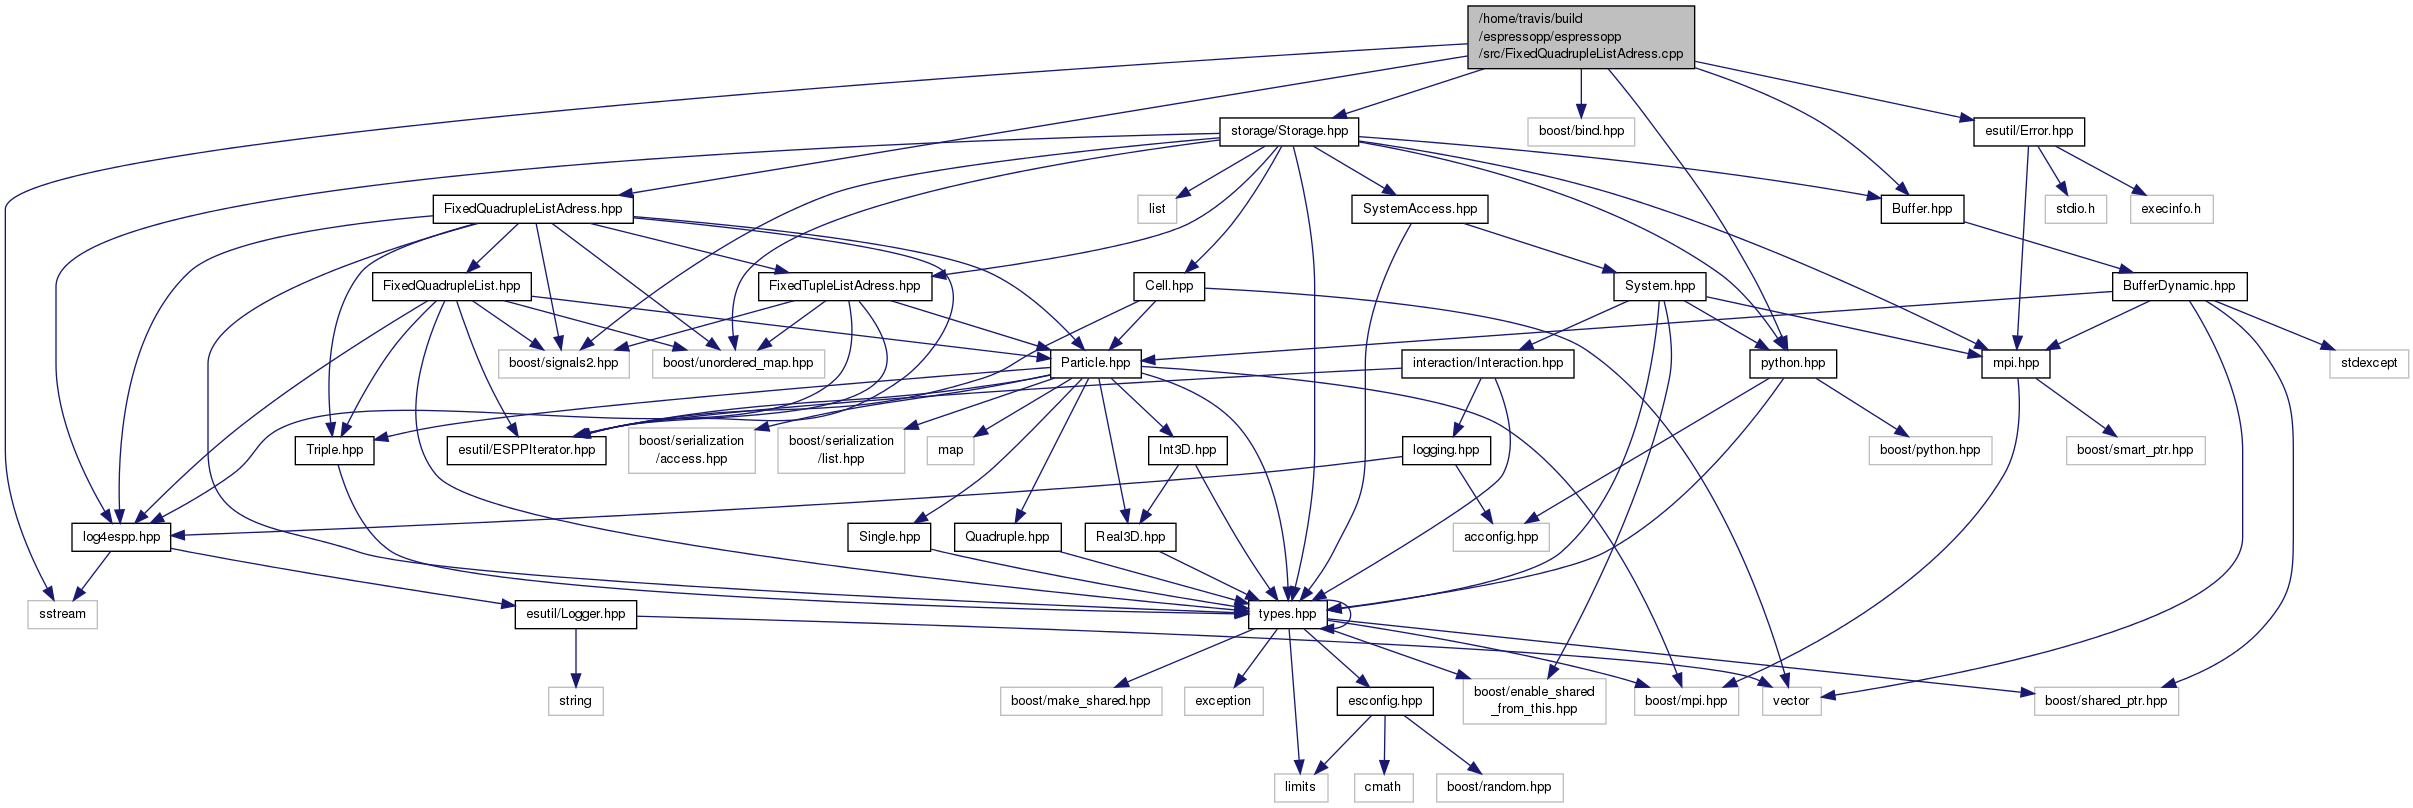 /home/travis/build
/espressopp/espressopp
/src/FixedQuadrupleListAdress.cpp
storage/Storage.hpp
boost/bind.hpp
esutil/Error.hpp
FixedQuadrupleListAdress.hpp
list
SystemAccess.hpp
Buffer.hpp
stdio.h
execinfo.h
FixedQuadrupleList.hpp
FixedTupleListAdress.hpp
Cell.hpp
System.hpp
BufferDynamic.hpp
boost/signals2.hpp
boost/unordered_map.hpp
Particle.hpp
interaction/Interaction.hpp
python.hpp
mpi.hpp
stdexcept
Triple.hpp
esutil/ESPPIterator.hpp
boost/serialization
/access.hpp
boost/serialization
/list.hpp
map
Int3D.hpp
logging.hpp
boost/python.hpp
boost/smart_ptr.hpp
log4espp.hpp
Single.hpp
Quadruple.hpp
Real3D.hpp
acconfig.hpp
sstream
esutil/Logger.hpp
types.hpp
string
boost/make_shared.hpp
exception
esconfig.hpp
boost/enable_shared
_from_this.hpp
boost/mpi.hpp
vector
boost/shared_ptr.hpp
limits
cmath
boost/random.hpp